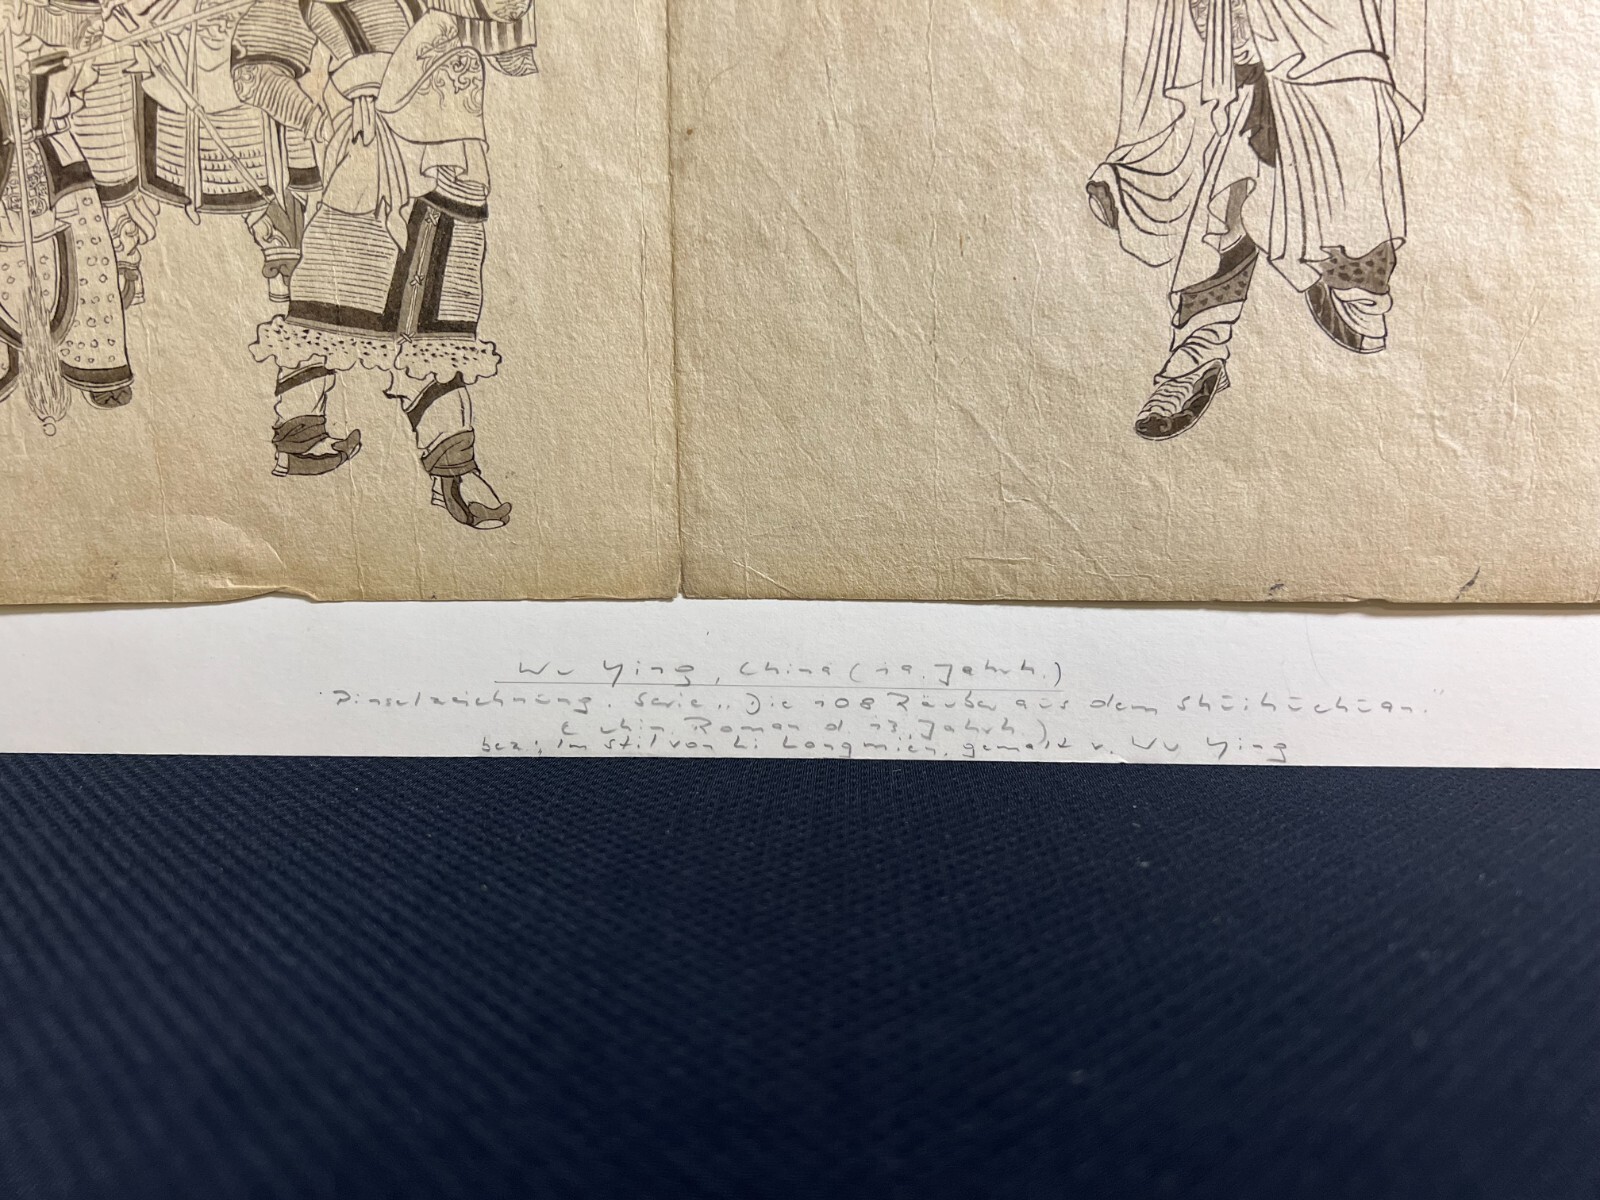 Wu Ying, China (19. Jahrh.)
Pinselzeichnung. Serie „Die 108 Räuber aus dem Shūihūchūan."
( chin. Roman d. 13. Jahrh.)
bez: im Stil von Li Longmien, gemalt v. Wu Ying